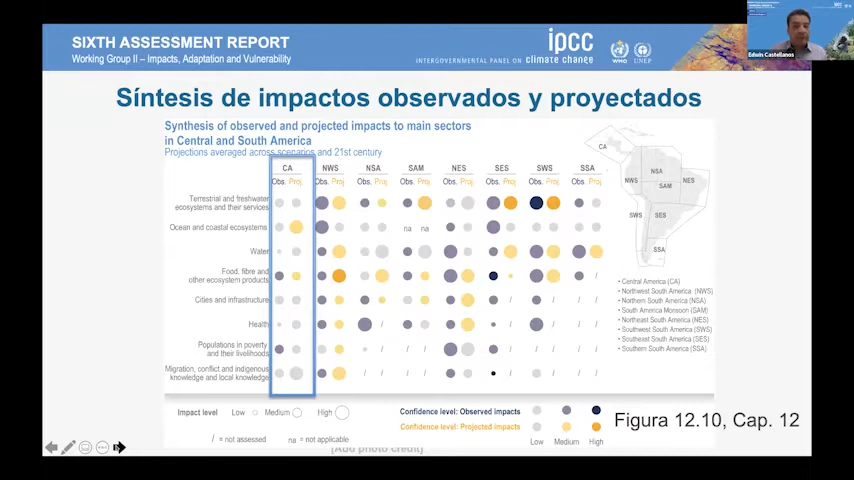 SIXTH ASSESSMENT REPORT
Working Group II – Impacts, Adaptation and Vulnerability
INTERGOVERNMENTAL PANEL ON climate change
ipcc
WMO
UNEP
Edwin Castellanos
Síntesis de impactos observados y proyectados
Synthesis of observed and projected impacts to main sectors
in Central and South America
Projections averaged across scenarios and 21st century
CA NWS NSA SAM NES SES SWS SSA
Obs. Proj. Obs. Proj. Obs. Proj. Obs. Proj. Obs. Proj. Obs. Proj. Obs. Proj. Obs. Proj.
Terrestrial and freshwater
ecosystems and their services
Ocean and coastal ecosystems na na
Water
Food, fibre and
other ecosystem products /
Cities and infrastructure / / /
Health / / / /
Populations in poverty
and their livelihoods / / / / / / /
Migration, conflict and indigenous
knowledge and local knowledge / / / / / / / /
CA
NSA
NWS
SAM
NES
SWS
SES
SSA
• Central America (CA)
• Northwest South America (NWS)
• Northern South America (NSA)
• South America Monsoon (SAM)
• Northeast South America (NES)
• Southwest South America (SWS)
• Southeast South America (SES)
• Southern South America (SSA)
Impact level Low Medium High
/ = not assessed na = not applicable
Confidence level: Observed impacts
Confidence level: Projected impacts
Low Medium High
Figura 12.10, Cap. 12
[Add photo credit]